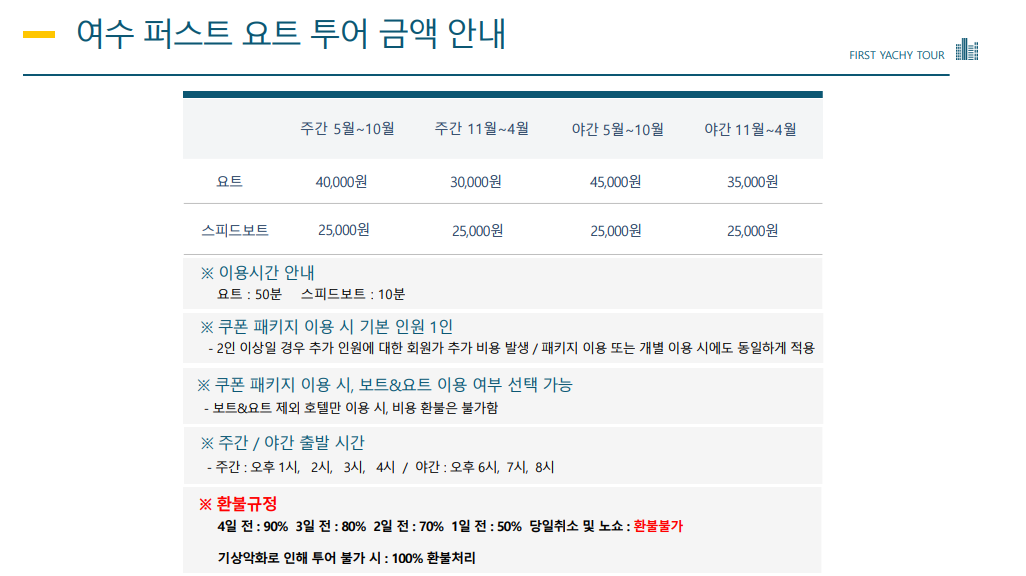 여수 퍼스트 요트 투어 금액 안내
FIRST YACHY TOUR
주간 5월~10월 주간 11월~4월 야간 5월~10월 야간 11월~4월
요트 40,000원 30,000원 45,000원 35,000원
스피드보트 25,000원 25,000원 25,000원 25,000원
※ 이용시간 안내
요트 : 50분 스피드보트 : 10분
※ 쿠폰 패키지 이용 시 기본 인원 1인
- 2인 이상일 경우 추가 인원에 대한 회원가 추가 비용 발생 / 패키지 이용 또는 개별 이용 시에도 동일하게 적용
※ 쿠폰 패키지 이용 시, 보트&요트 이용 여부 선택 가능
- 보트&요트 제외 호텔만 이용 시, 비용 환불은 불가함
※ 주간 / 야간 출발 시간
- 주간 : 오후 1시, 2시, 3시, 4시 / 야간 : 오후 6시, 7시, 8시
※ 환불규정
4일 전 : 90% 3일 전 : 80% 2일 전 : 70% 1일 전 : 50% 당일취소 및 노쇼 : 환불불가
기상악화로 인해 투어 불가 시 : 100% 환불처리